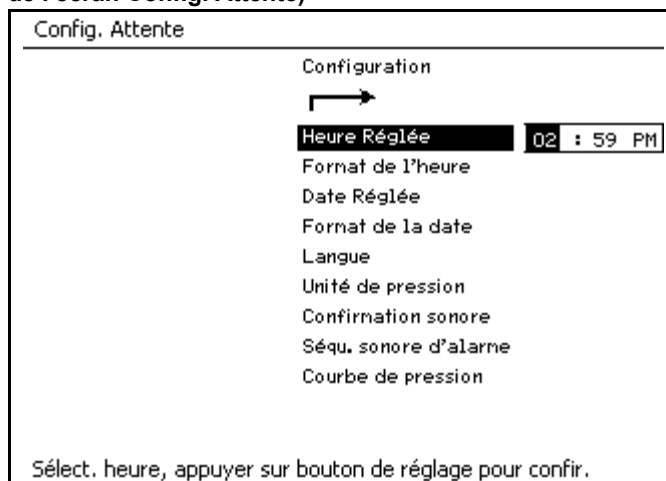 de l'écran Config. Attente)
Config. Attente
Configuration
Heure Réglée 02 : 59 PM
Format de l'heure
Date Réglée
Format de la date
Langue
Unité de pression
Confirmation sonore
Séqu. sonore d'alarme
Courbe de pression
Sélect. heure, appuyer sur bouton de réglage pour confir.